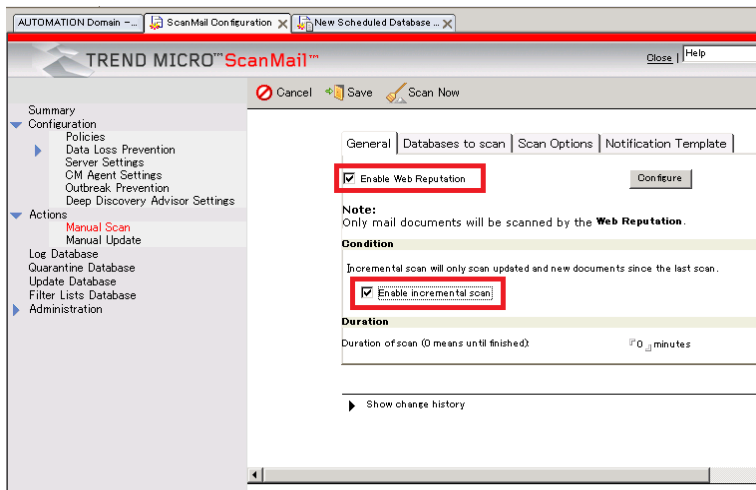 AUTOMATION Domain -...
ScanMail Configuration
New Scheduled Database ...
TREND MICRO™ScanMail™
Close | Help
Cancel Save Scan Now
Summary
Configuration
Policies
Data Loss Prevention
Server Settings
CM Agent Settings
Outbreak Prevention
Deep Discovery Advisor Settings
Actions
Manual Scan
Manual Update
Log Database
Quarantine Database
Update Database
Filter Lists Database
Administration
General | Databases to scan | Scan Options | Notification Template |
Enable Web Reputation
Configure
Note:
Only mail documents will be scanned by the Web Reputation.
Condition
Incremental scan will only scan updated and new documents since the last scan.
Enable incremental scan
Duration
Duration of scan (0 means until finished): 0 minutes
Show change history